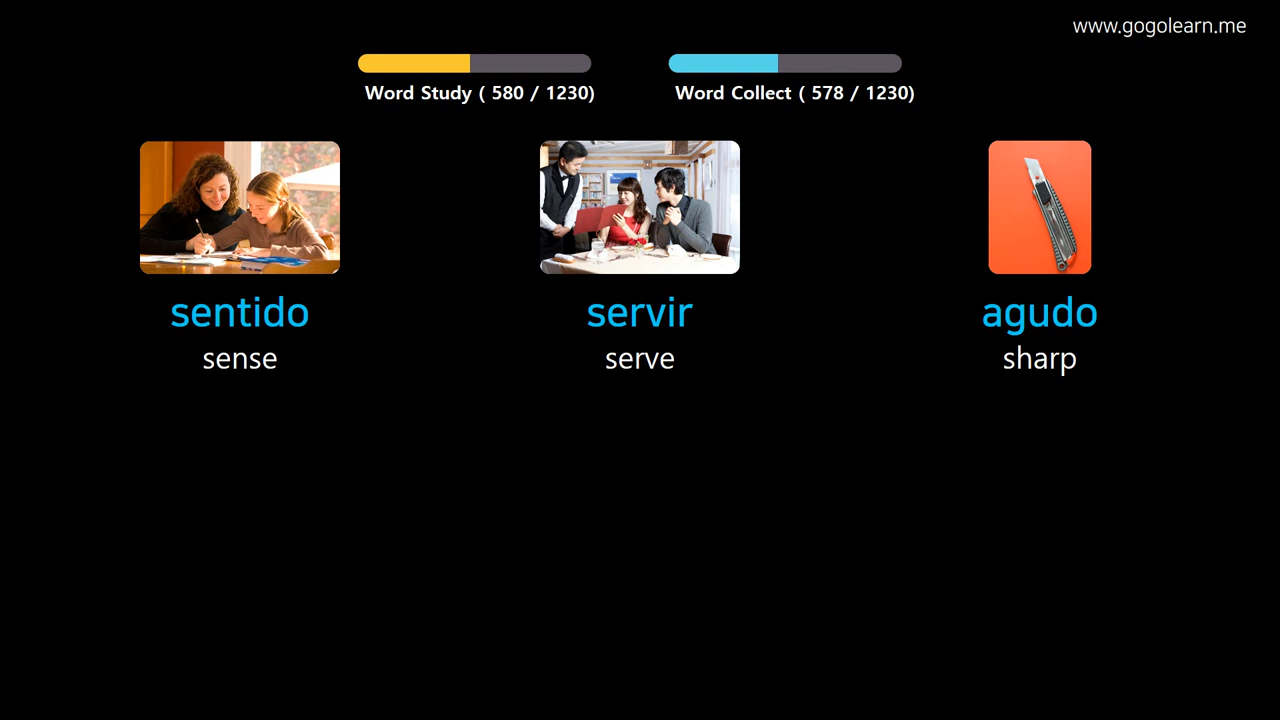 www.gogolearn.me
Word Study ( 580 / 1230)
Word Collect ( 578 / 1230)
sentido
sense
servir
serve
agudo
sharp